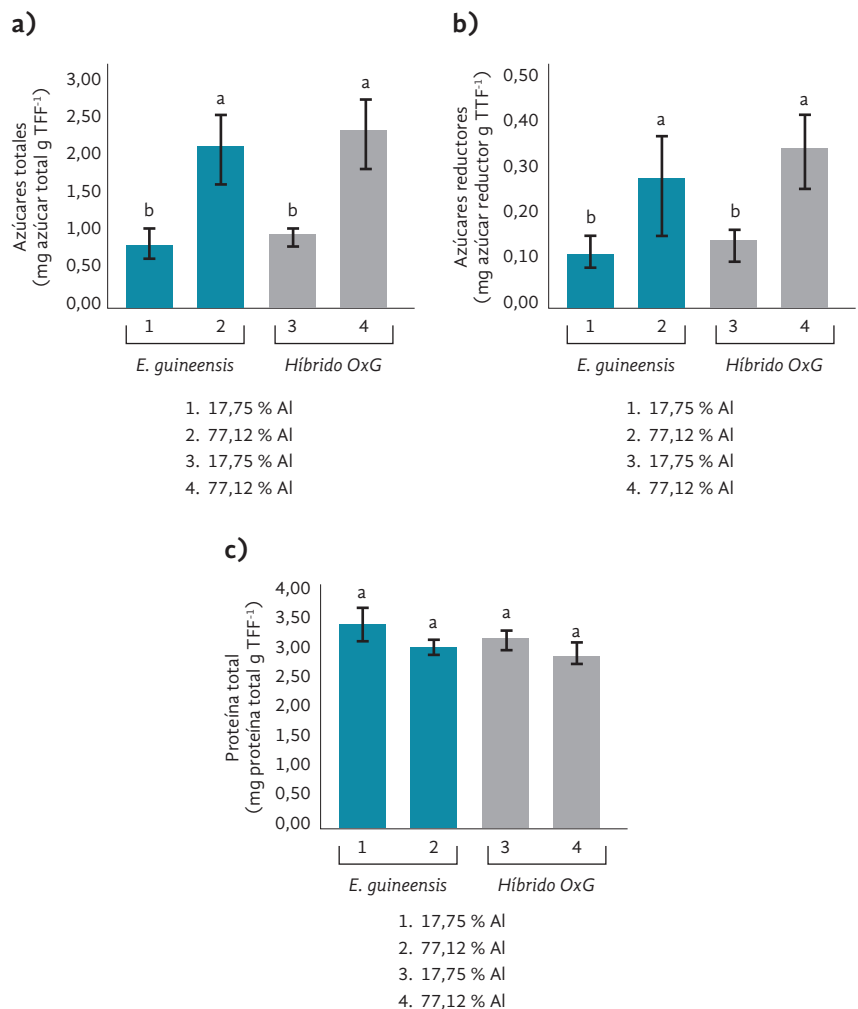 a)
Azúcares totales
(mg azúcar total g TFF⁻¹)
3,00
2,50
2,00
1,50
1,00
0,50
0,00
b
a
b
a
1 2 3 4
E. guineensis Híbrido OxG
1. 17,75 % Al
2. 77,12 % Al
3. 17,75 % Al
4. 77,12 % Al
b)
Azúcares reductores
(mg azúcar reductor g TTF⁻¹)
0,50
0,40
0,30
0,20
0,10
0,00
b
a
b
a
1 2 3 4
E. guineensis Híbrido OxG
1. 17,75 % Al
2. 77,12 % Al
3. 17,75 % Al
4. 77,12 % Al
c)
Proteína total
(mg proteína total g TFF⁻¹)
4,00
3,50
3,00
2,50
2,00
1,50
1,00
0,50
0,00
a
a
a
a
1 2 3 4
E. guineensis Híbrido OxG
1. 17,75 % Al
2. 77,12 % Al
3. 17,75 % Al
4. 77,12 % Al